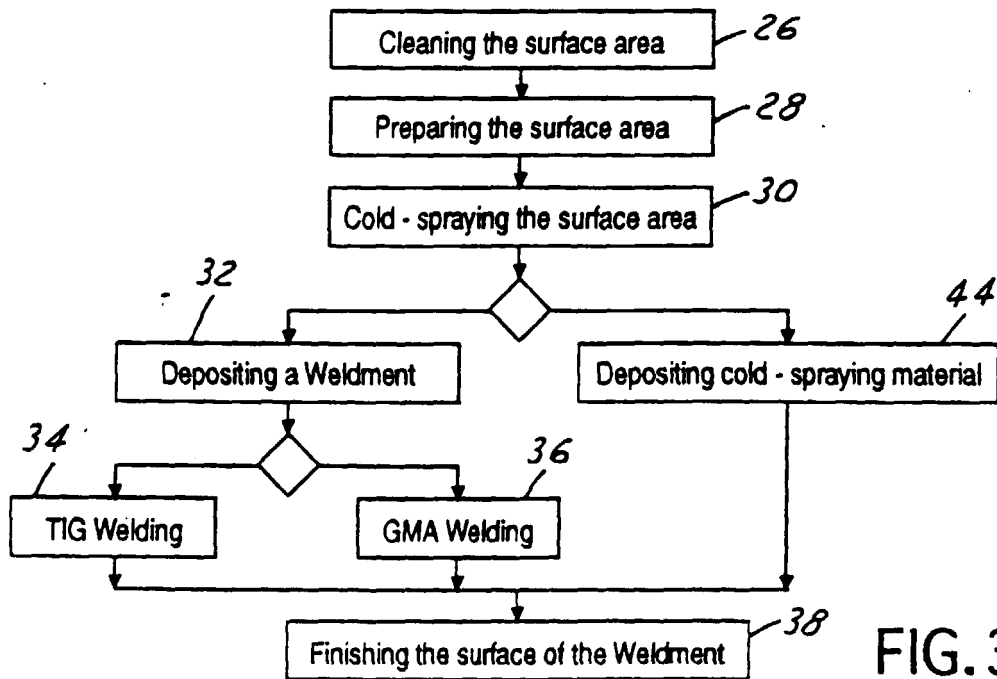 Cleaning the surface area
26
Preparing the surface area
28
Cold - spraying the surface area
30
32
Depositing a Weldment
44
Depositing cold - spraying material
34
TIG Welding
36
GMA Welding
Finishing the surface of the Weldment
38
FIG. 3